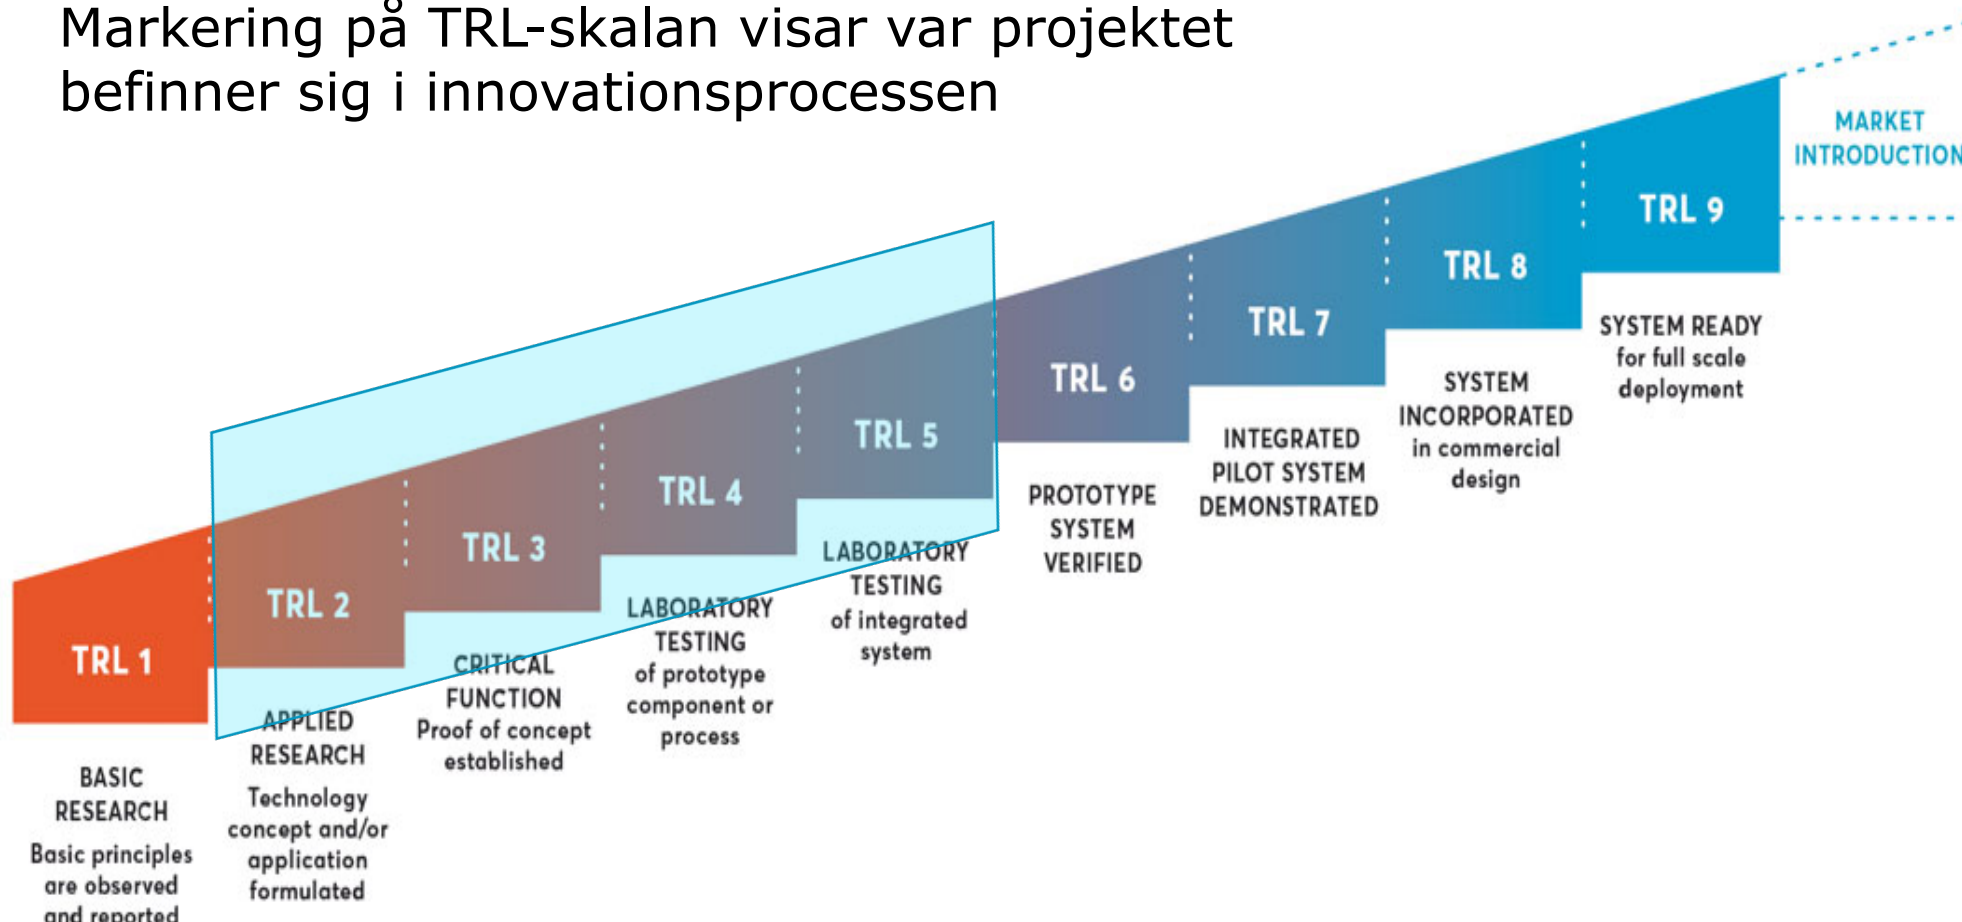 Markering på TRL-skalan visar var projektet
befinner sig i innovationsprocessen
TRL 1
BASIC
RESEARCH
Basic principles
are observed
and reported
TRL 2
APPLIED
RESEARCH
Technology
concept and/or
application
formulated
TRL 3
CRITICAL
FUNCTION
Proof of concept
established
TRL 4
LABORATORY
TESTING
of prototype
component or
process
TRL 5
LABORATORY
TESTING
of integrated
system
TRL 6
PROTOTYPE
SYSTEM
VERIFIED
TRL 7
INTEGRATED
PILOT SYSTEM
DEMONSTRATED
TRL 8
SYSTEM
INCORPORATED
in commercial
design
TRL 9
SYSTEM READY
for full scale
deployment
MARKET
INTRODUCTION